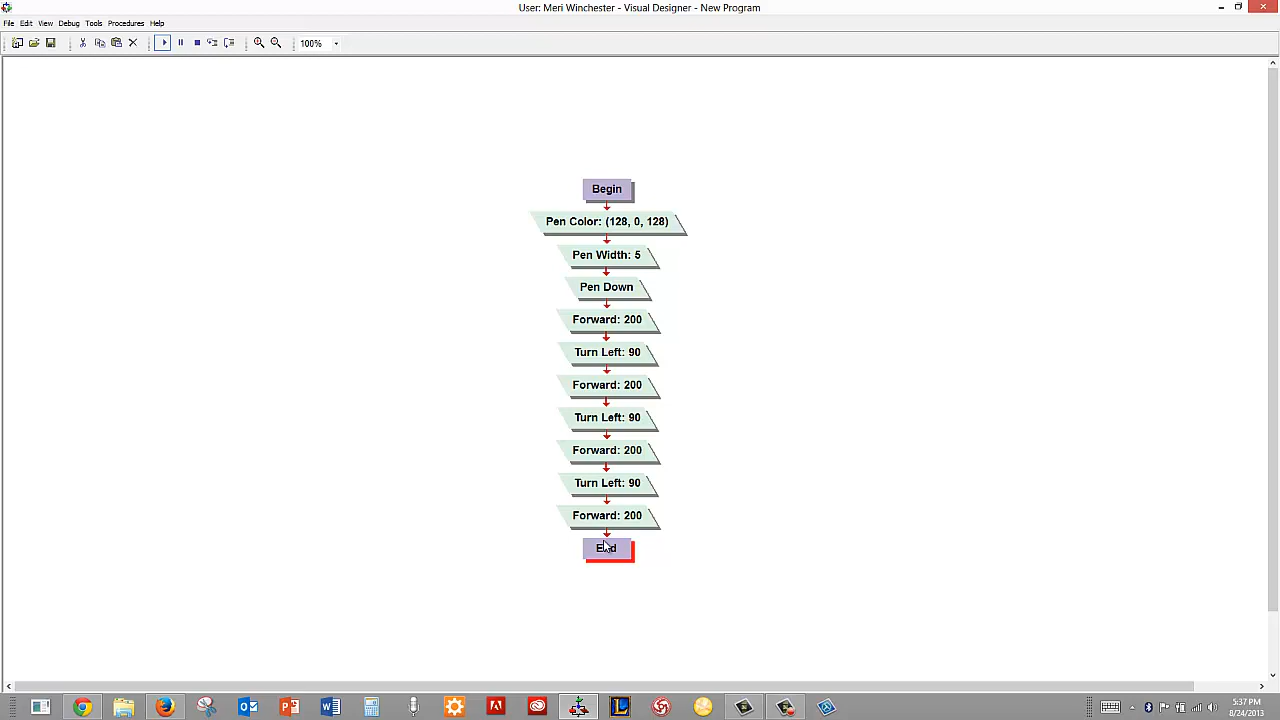 User: Meri Winchester - Visual Designer - New Program
File Edit View Debug Tools Procedures Help
100%
Begin
Pen Color: (128, 0, 128)
Pen Width: 5
Pen Down
Forward: 200
Turn Left: 90
Forward: 200
Turn Left: 90
Forward: 200
Turn Left: 90
Forward: 200
End
5:37 PM
8/24/2013